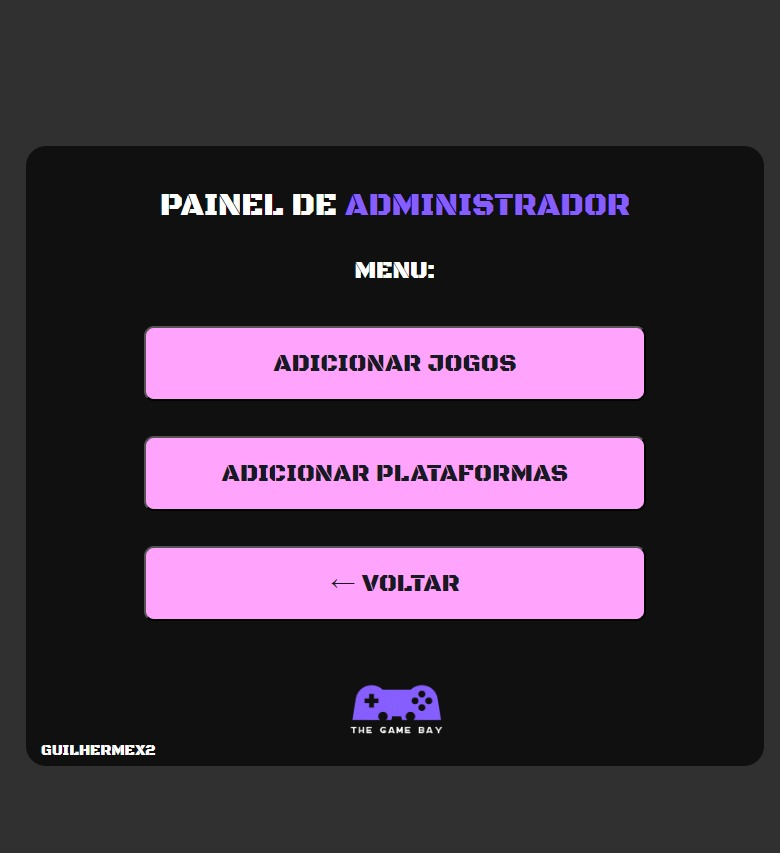 PAINEL DE ADMINISTRADOR
MENU:
ADICIONAR JOGOS
ADICIONAR PLATAFORMAS
← VOLTAR
THE GAME BAY
GUILHERMEX2